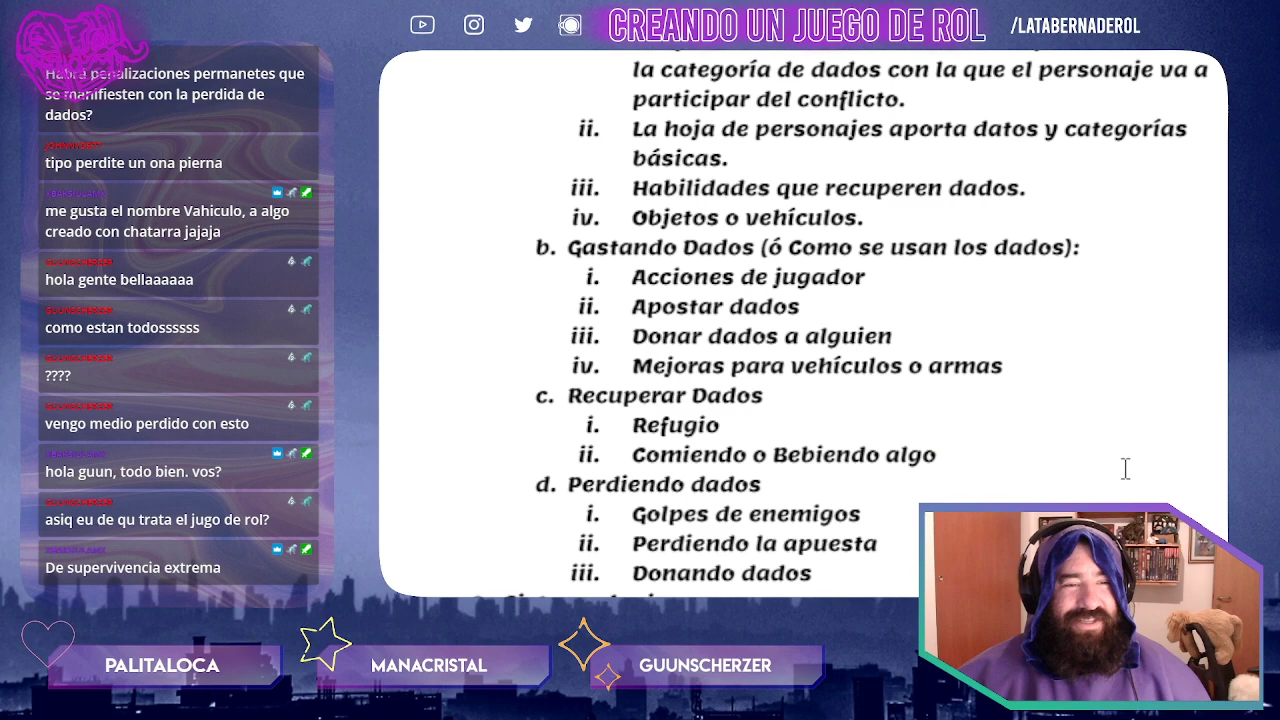 CREANDO UN JUEGO DE ROL
/LATABERNADEROL
Habrá penalizaciones permanetes que
se manifiesten con la perdida de
dados?
tipo perdite un ona pierna
me gusta el nombre Vahiculo, a algo
creado con chatarra jajaja
hola gente bellaaaaaa
GUUNSCHERZER
como estan todossssss
????
vengo medio perdido con esto
hola guun, todo bien. vos?
asiq eu de qu trata el jugo de rol?
De supervivencia extrema
la categoría de dados con la que el personaje va a
participar del conflicto.
ii. La hoja de personajes aporta datos y categorías
básicas.
iii. Habilidades que recuperen dados.
iv. Objetos o vehículos.
b. Gastando Dados (ó Como se usan los dados):
i. Acciones de jugador
ii. Apostar dados
iii. Donar dados a alguien
iv. Mejoras para vehículos o armas
c. Recuperar Dados
i. Refugio
ii. Comiendo o Bebiendo algo
d. Perdiendo dados
i. Golpes de enemigos
ii. Perdiendo la apuesta
iii. Donando dados
PALITALOCA
MANACRISTAL
GUUNSCHERZER